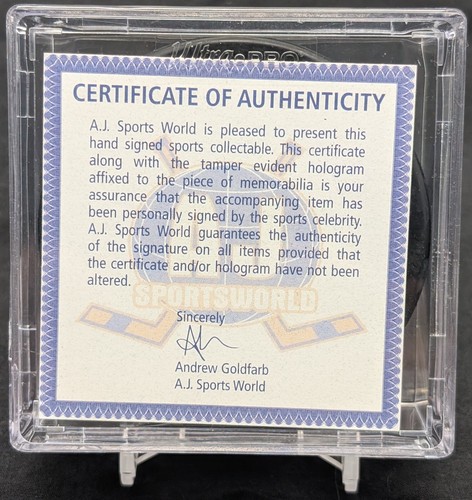 Ultra-PRO
CERTIFICATE OF AUTHENTICITY
A.J. Sports World is pleased to present this
hand signed sports collectable. This certificate
along with the tamper evident hologram
affixed to the piece of memorabilia is your
assurance that the accompanying item has
been personally signed by the sports celebrity.
A.J. Sports World guarantees the authenticity
of the signature on all items provided that
the certificate and/or hologram have not been
altered.
SPORTSWORLD
Sincerely
Andrew Goldfarb
A.J. Sports World